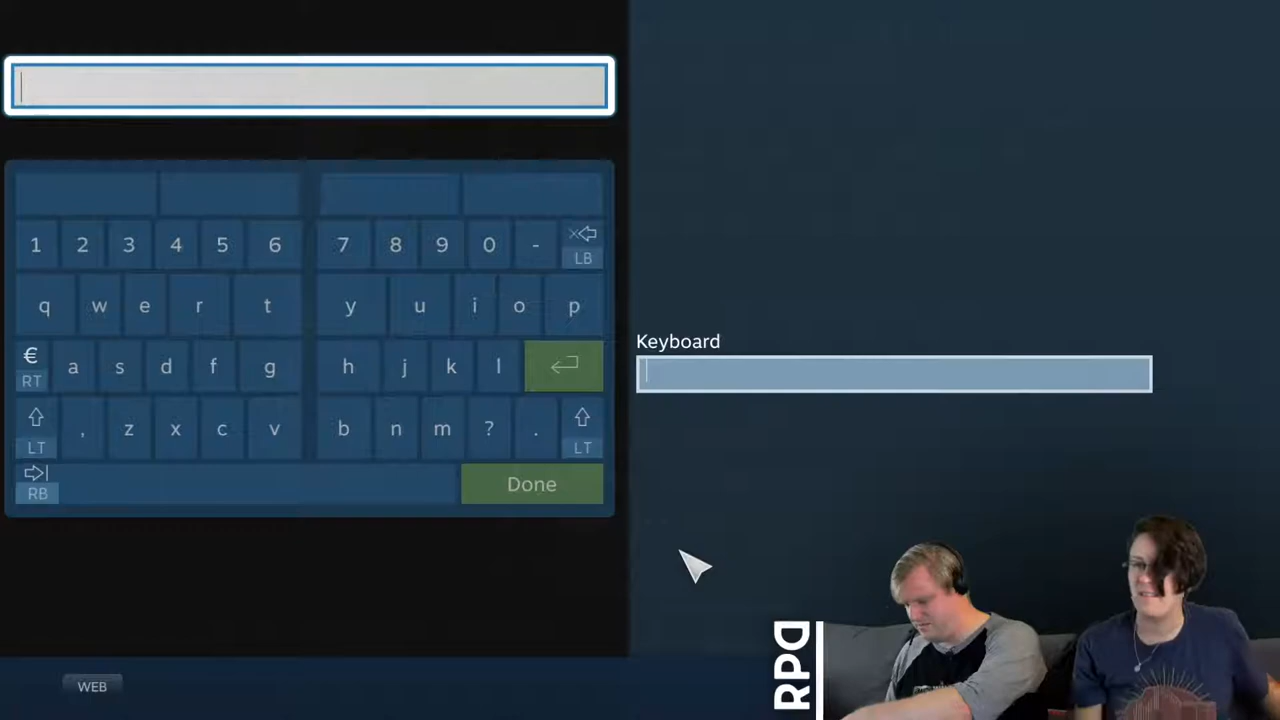 1 2 3 4 5 6 7 8 9 0 - LB
q w e r t y u i o p
Keyboard
€ RT a s d f g h j k l
LT , z x c v b n m ? . LT
RB Done
WEB
RPD